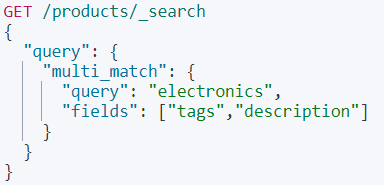 GET /products/_search
{
  "query": {
    "multi_match": {
      "query": "electronics",
      "fields": ["tags","description"]
    }
  }
}